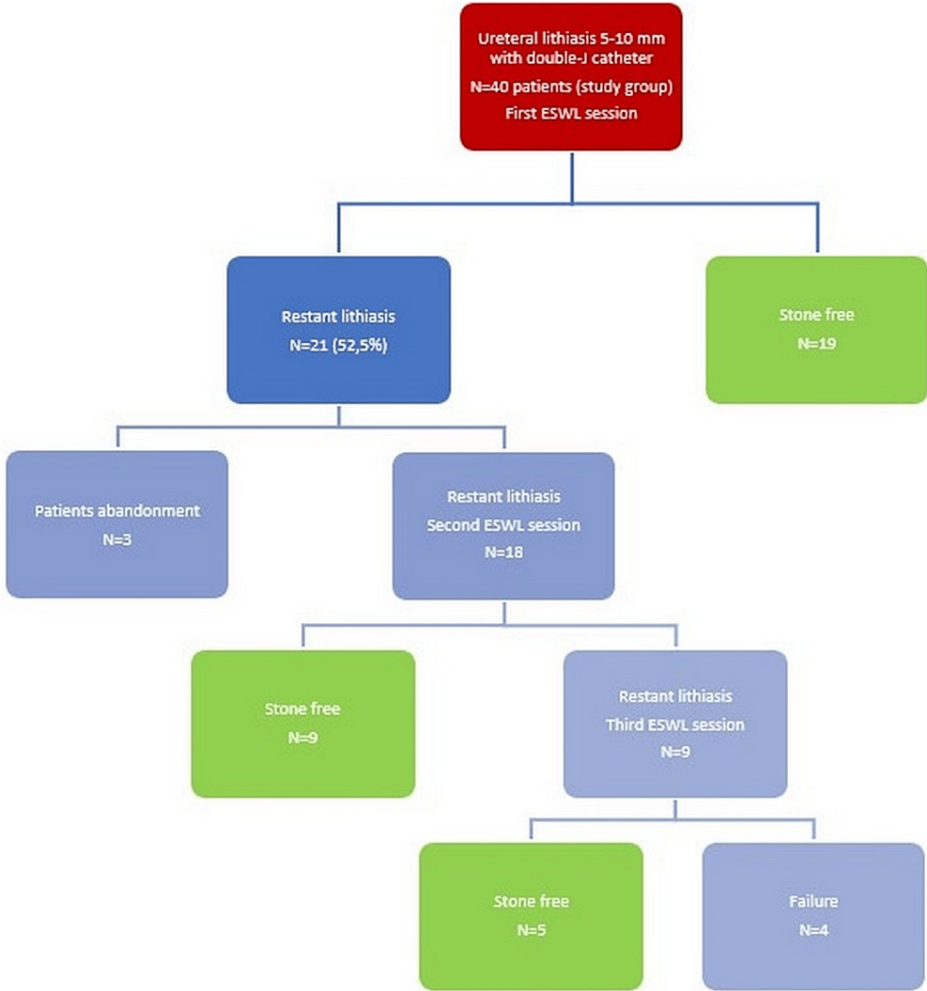 Ureteral lithiasis 5-10 mm
with double-J catheter
N=40 patients (study group)
First ESWL session
Restant lithiasis
N=21 (52,5%)
Stone free
N=19
Patients abandonment
N=3
Restant lithiasis
Second ESWL session
N=18
Stone free
N=9
Restant lithiasis
Third ESWL session
N=9
Stone free
N=5
Failure
N=4